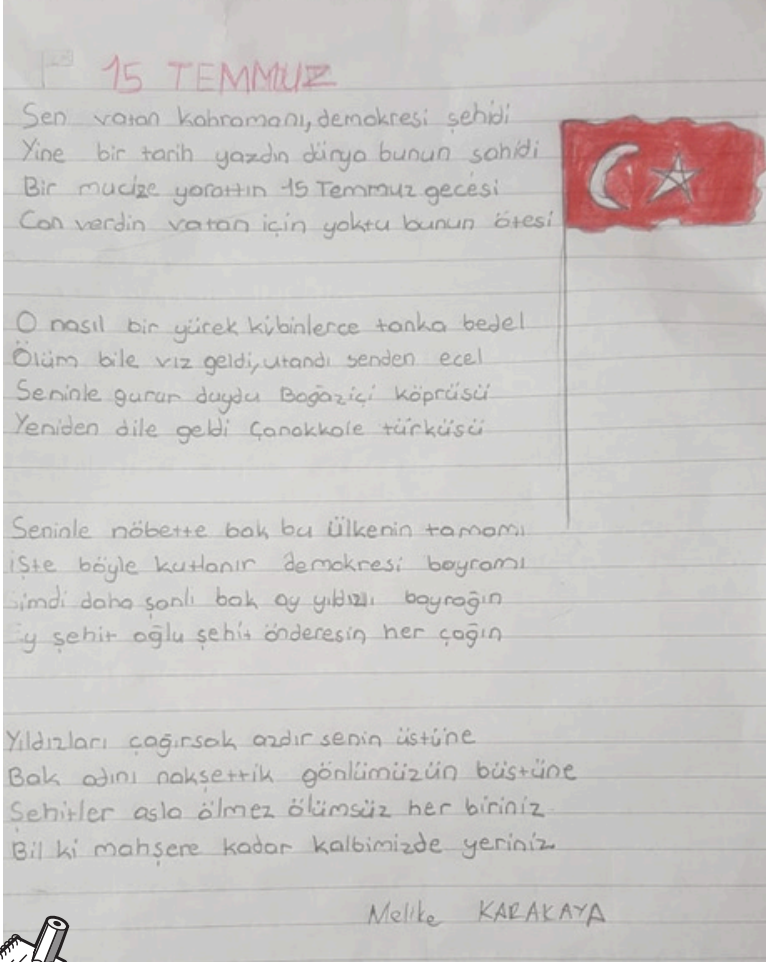 15 TEMMUZ
Sen vatan kahramanı, demokresi şehidi
Yine bir tarih yazdın dünya bunun şahidi
Bir mucize yarattın 15 Temmuz gecesi
Can verdin vatan için yoktu bunun ötesi
O nasıl bir yürek kibinlerce tanka bedel
Ölüm bile vız geldi, utandı senden ecel
Seninle gurur duydu Boğaziçi köprüsü
Yeniden dile geldi Çanakkale türküsü
Seninle nöbette bak bu ülkenin tamamı
işte böyle kutlanır demokresi bayramı
Şimdi daha şanlı bak ay yıldızlı bayrağın
Ey şehit oğlu şehit önderesin her çağın
Yıldızları çağırsak azdır senin üstüne
Bak adını nakşettik gönlümüzün büstüne
Şehitler asla ölmez ölümsüz her biriniz
Bil ki mahşere kadar kalbimizde yeriniz
Melike KARAKAYA